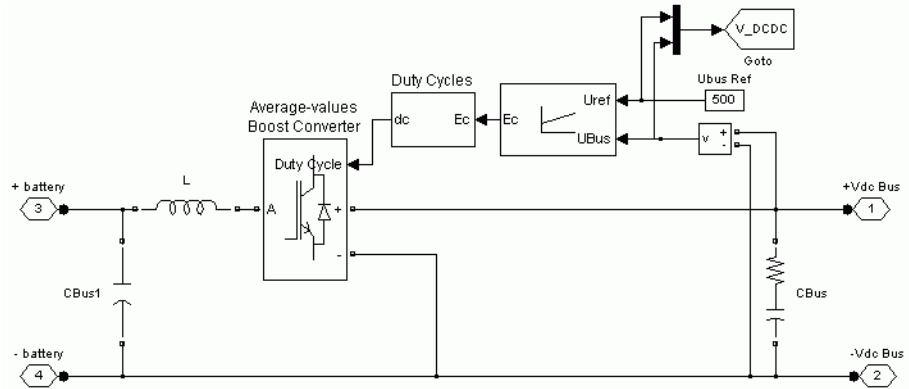 V_DCDC
Goto
Ubus Ref
500
Duty Cycles
Average-values
Boost Converter
dc
Ec
Ec
Uref
UBus
v
+
-
Duty Cycle
L
+ battery
3
A
+
-
+Vdc Bus
1
CBus1
CBus
- battery
4
-Vdc Bus
2